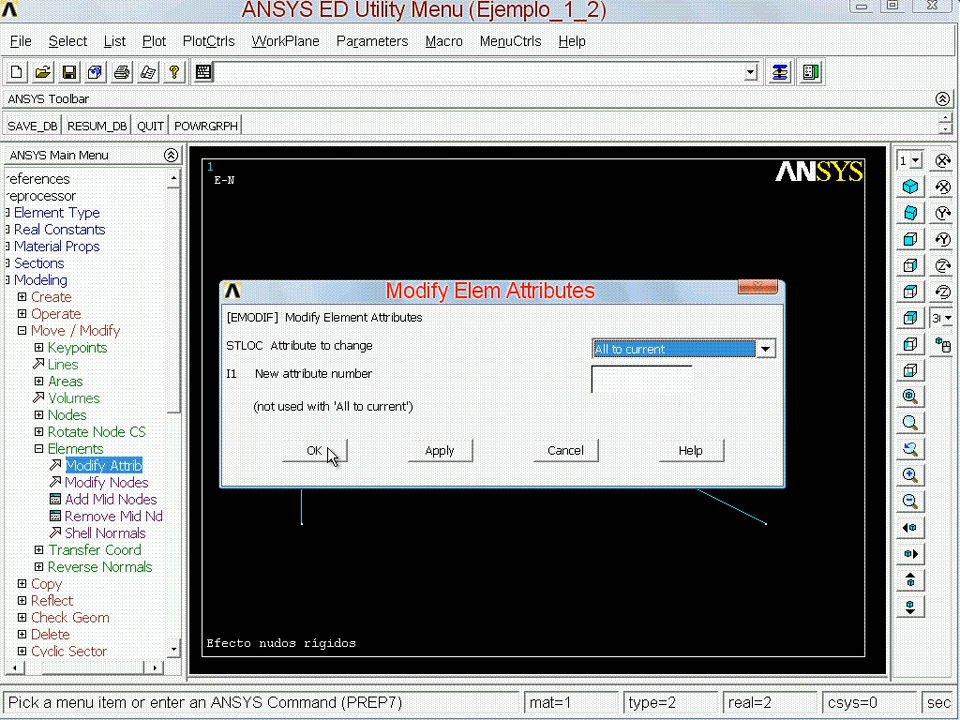 ANSYS ED Utility Menu (Ejemplo_1_2)
File Select List Plot PlotCtrls WorkPlane Parameters Macro MenuCtrls Help
ANSYS Toolbar
SAVE_DB RESUM_DB QUIT POWRGRPH
ANSYS Main Menu
references
reprocessor
Element Type
Real Constants
Material Props
Sections
Modeling
Create
Operate
Move / Modify
Keypoints
Lines
Areas
Volumes
Nodes
Rotate Node CS
Elements
Modify Attrib
Modify Nodes
Add Mid Nodes
Remove Mid Nd
Shell Normals
Transfer Coord
Reverse Normals
Copy
Reflect
Check Geom
Delete
Cyclic Sector
1
E-N
ANSYS
Modify Elem Attributes
[EMODIF] Modify Element Attributes
STLOC Attribute to change All to current
I1 New attribute number
(not used with 'All to current')
OK Apply Cancel Help
Efecto nudos rígidos
1
Pick a menu item or enter an ANSYS Command (PREP7) mat=1 type=2 real=2 csys=0 sec